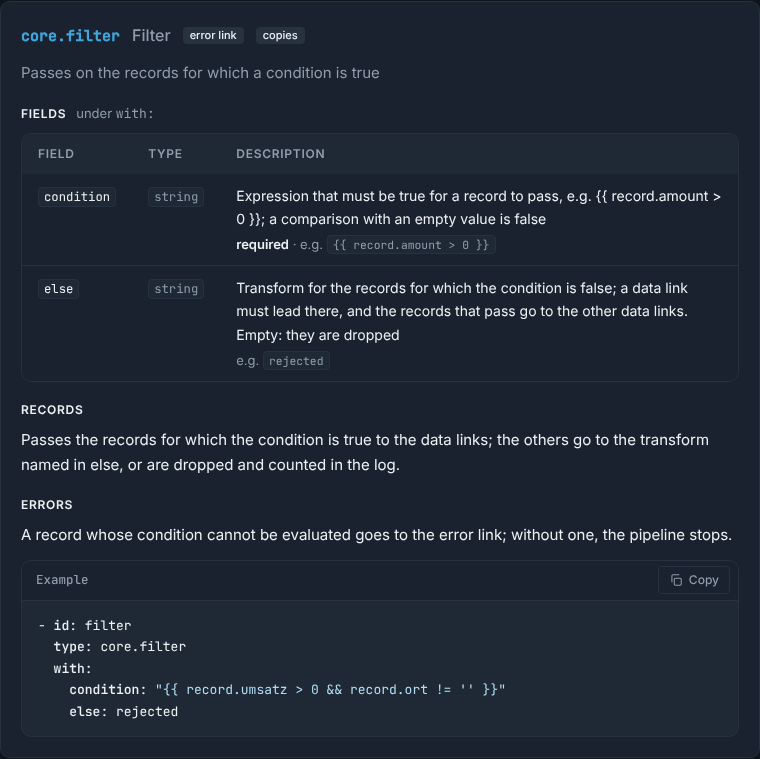 core.filter Filter error link copies
Passes on the records for which a condition is true
FIELDS under with:
FIELD TYPE DESCRIPTION
condition string Expression that must be true for a record to pass, e.g. {{ record.amount >
0 }}; a comparison with an empty value is false
required · e.g. {{ record.amount > 0 }}
else string Transform for the records for which the condition is false; a data link
must lead there, and the records that pass go to the other data links.
Empty: they are dropped
e.g. rejected
RECORDS
Passes the records for which the condition is true to the data links; the others go to the transform
named in else, or are dropped and counted in the log.
ERRORS
A record whose condition cannot be evaluated goes to the error link; without one, the pipeline stops.
Example Copy
- id: filter
  type: core.filter
  with:
    condition: "{{ record.umsatz > 0 && record.ort != '' }}"
    else: rejected